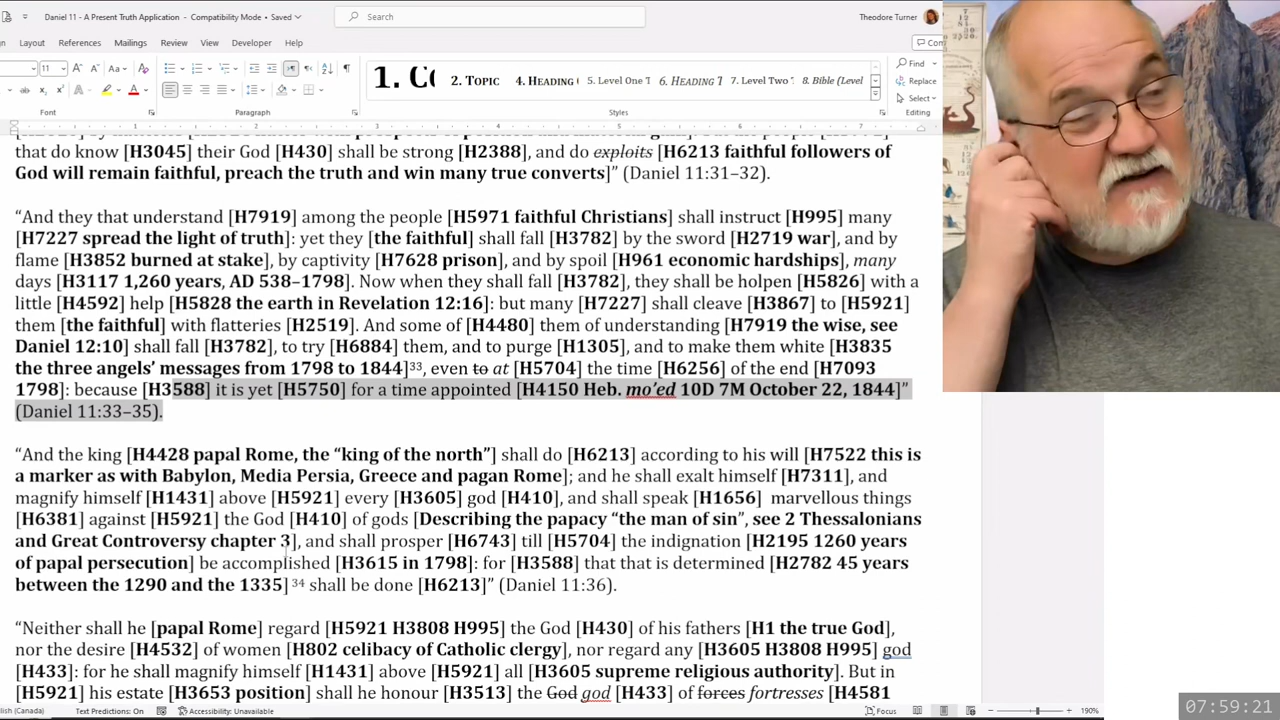 Daniel 11 - A Present Truth Application - Compatibility Mode • Saved
Search
Theodore Turner
Layout References Mailings Review View Developer Help
11
Aa
Font
Paragraph
1. Co
2. TOPIC
4. HEADING
5. Level One
6. HEADING
7. Level Two
8. Bible (Level
Styles
Find
Replace
Select
Editing
1 2 3 4 5 6 7
that do know [H3045] their God [H430] shall be strong [H2388], and do exploits [H6213 faithful followers of
God will remain faithful, preach the truth and win many true converts]” (Daniel 11:31–32).
“And they that understand [H7919] among the people [H5971 faithful Christians] shall instruct [H995] many
[H7227 spread the light of truth]: yet they [the faithful] shall fall [H3782] by the sword [H2719 war], and by
flame [H3852 burned at stake], by captivity [H7628 prison], and by spoil [H961 economic hardships], many
days [H3117 1,260 years, AD 538–1798]. Now when they shall fall [H3782], they shall be holpen [H5826] with a
little [H4592] help [H5828 the earth in Revelation 12:16]: but many [H7227] shall cleave [H3867] to [H5921]
them [the faithful] with flatteries [H2519]. And some of [H4480] them of understanding [H7919 the wise, see
Daniel 12:10] shall fall [H3782], to try [H6884] them, and to purge [H1305], and to make them white [H3835
the three angels’ messages from 1798 to 1844]33, even to at [H5704] the time [H6256] of the end [H7093
1798]: because [H3588] it is yet [H5750] for a time appointed [H4150 Heb. mo’ed 10D 7M October 22, 1844]”
(Daniel 11:33–35).
“And the king [H4428 papal Rome, the “king of the north”] shall do [H6213] according to his will [H7522 this is
a marker as with Babylon, Media Persia, Greece and pagan Rome]; and he shall exalt himself [H7311], and
magnify himself [H1431] above [H5921] every [H3605] god [H410], and shall speak [H1656] marvellous things
[H6381] against [H5921] the God [H410] of gods [Describing the papacy “the man of sin”, see 2 Thessalonians
and Great Controversy chapter 3], and shall prosper [H6743] till [H5704] the indignation [H2195 1260 years
of papal persecution] be accomplished [H3615 in 1798]: for [H3588] that that is determined [H2782 45 years
between the 1290 and the 1335] 34 shall be done [H6213]” (Daniel 11:36).
“Neither shall he [papal Rome] regard [H5921 H3808 H995] the God [H430] of his fathers [H1 the true God],
nor the desire [H4532] of women [H802 celibacy of Catholic clergy], nor regard any [H3605 H3808 H995] god
[H433]: for he shall magnify himself [H1431] above [H5921] all [H3605 supreme religious authority]. But in
[H5921] his estate [H3653 position] shall he honour [H3513] the God god [H433] of forces fortresses [H4581
English (Canada) Text Predictions: On Accessibility: Unavailable
Focus
190%
07:59:21